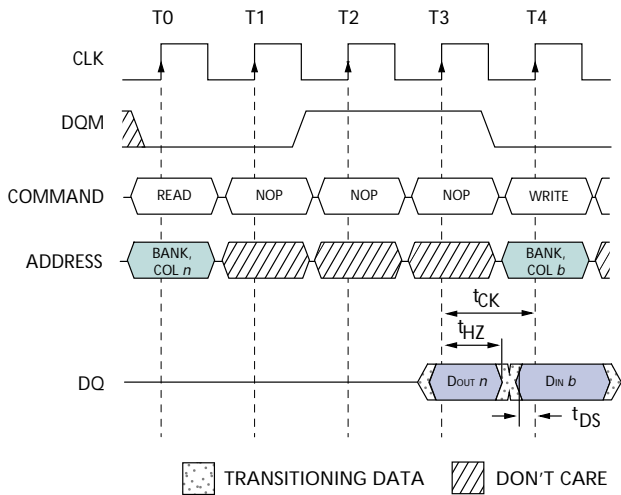 T0 T1 T2 T3 T4
CLK
DQM
COMMAND READ NOP NOP NOP WRITE
ADDRESS BANK, COL n BANK, COL b
tCK
tHZ
DQ DOUT n DIN b
tDS
TRANSITIONING DATA DON'T CARE